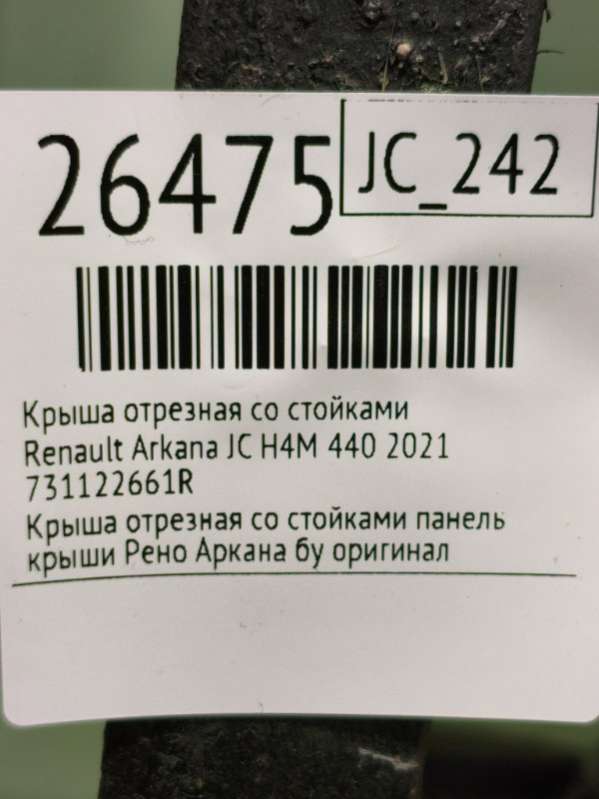 26475
JC_242
Крыша отрезная со стойками
Renault Arkana JC H4M 440 2021
731122661R
Крыша отрезная со стойками панель
крыши Рено Аркана бу оригинал